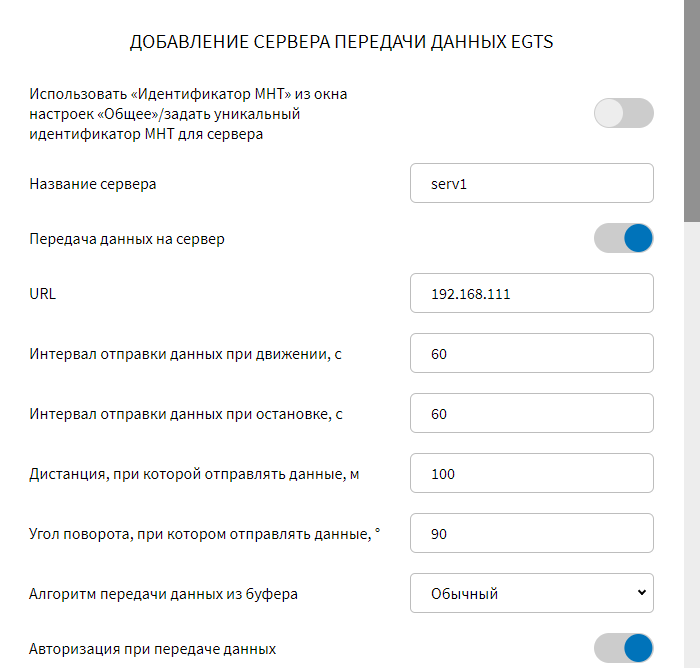 ДОБАВЛЕНИЕ СЕРВЕРА ПЕРЕДАЧИ ДАННЫХ EGTS
Использовать «Идентификатор МНТ» из окна
настроек «Общее»/задать уникальный
идентификатор МНТ для сервера
Название сервера
serv1
Передача данных на сервер
URL
192.168.111
Интервал отправки данных при движении, с
60
Интервал отправки данных при остановке, с
60
Дистанция, при которой отправлять данные, м
100
Угол поворота, при котором отправлять данные, °
90
Алгоритм передачи данных из буфера
Обычный
Авторизация при передаче данных